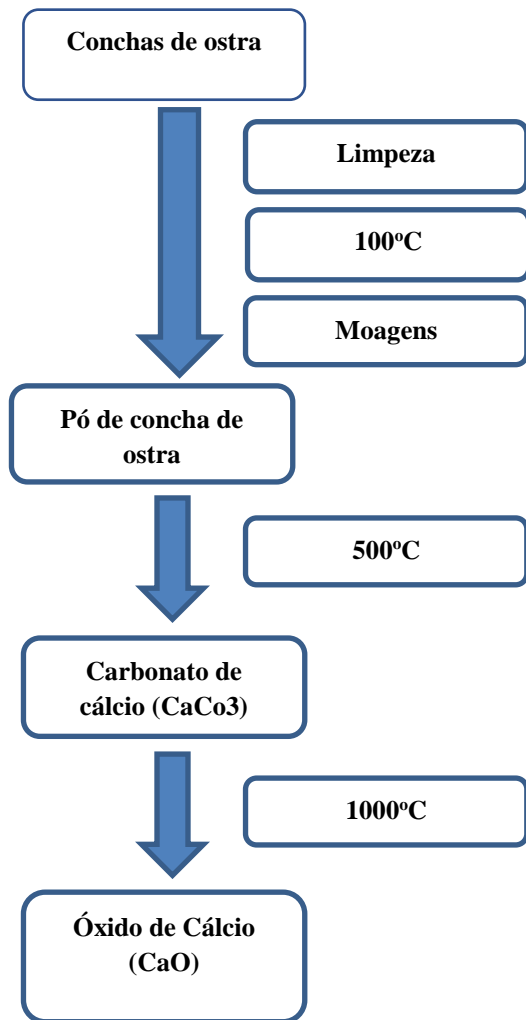 Conchas de ostra
Limpeza
100ºC
Moagens
Pó de concha de
ostra
500ºC
Carbonato de
cálcio (CaCo3)
1000ºC
Óxido de Cálcio
(CaO)